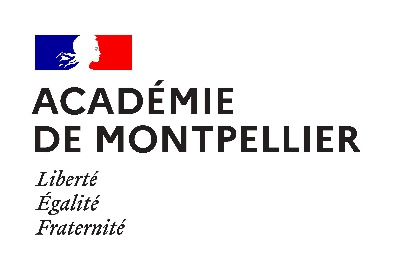 ACADÉMIE
DE MONTPELLIER
Liberté
Égalité
Fraternité